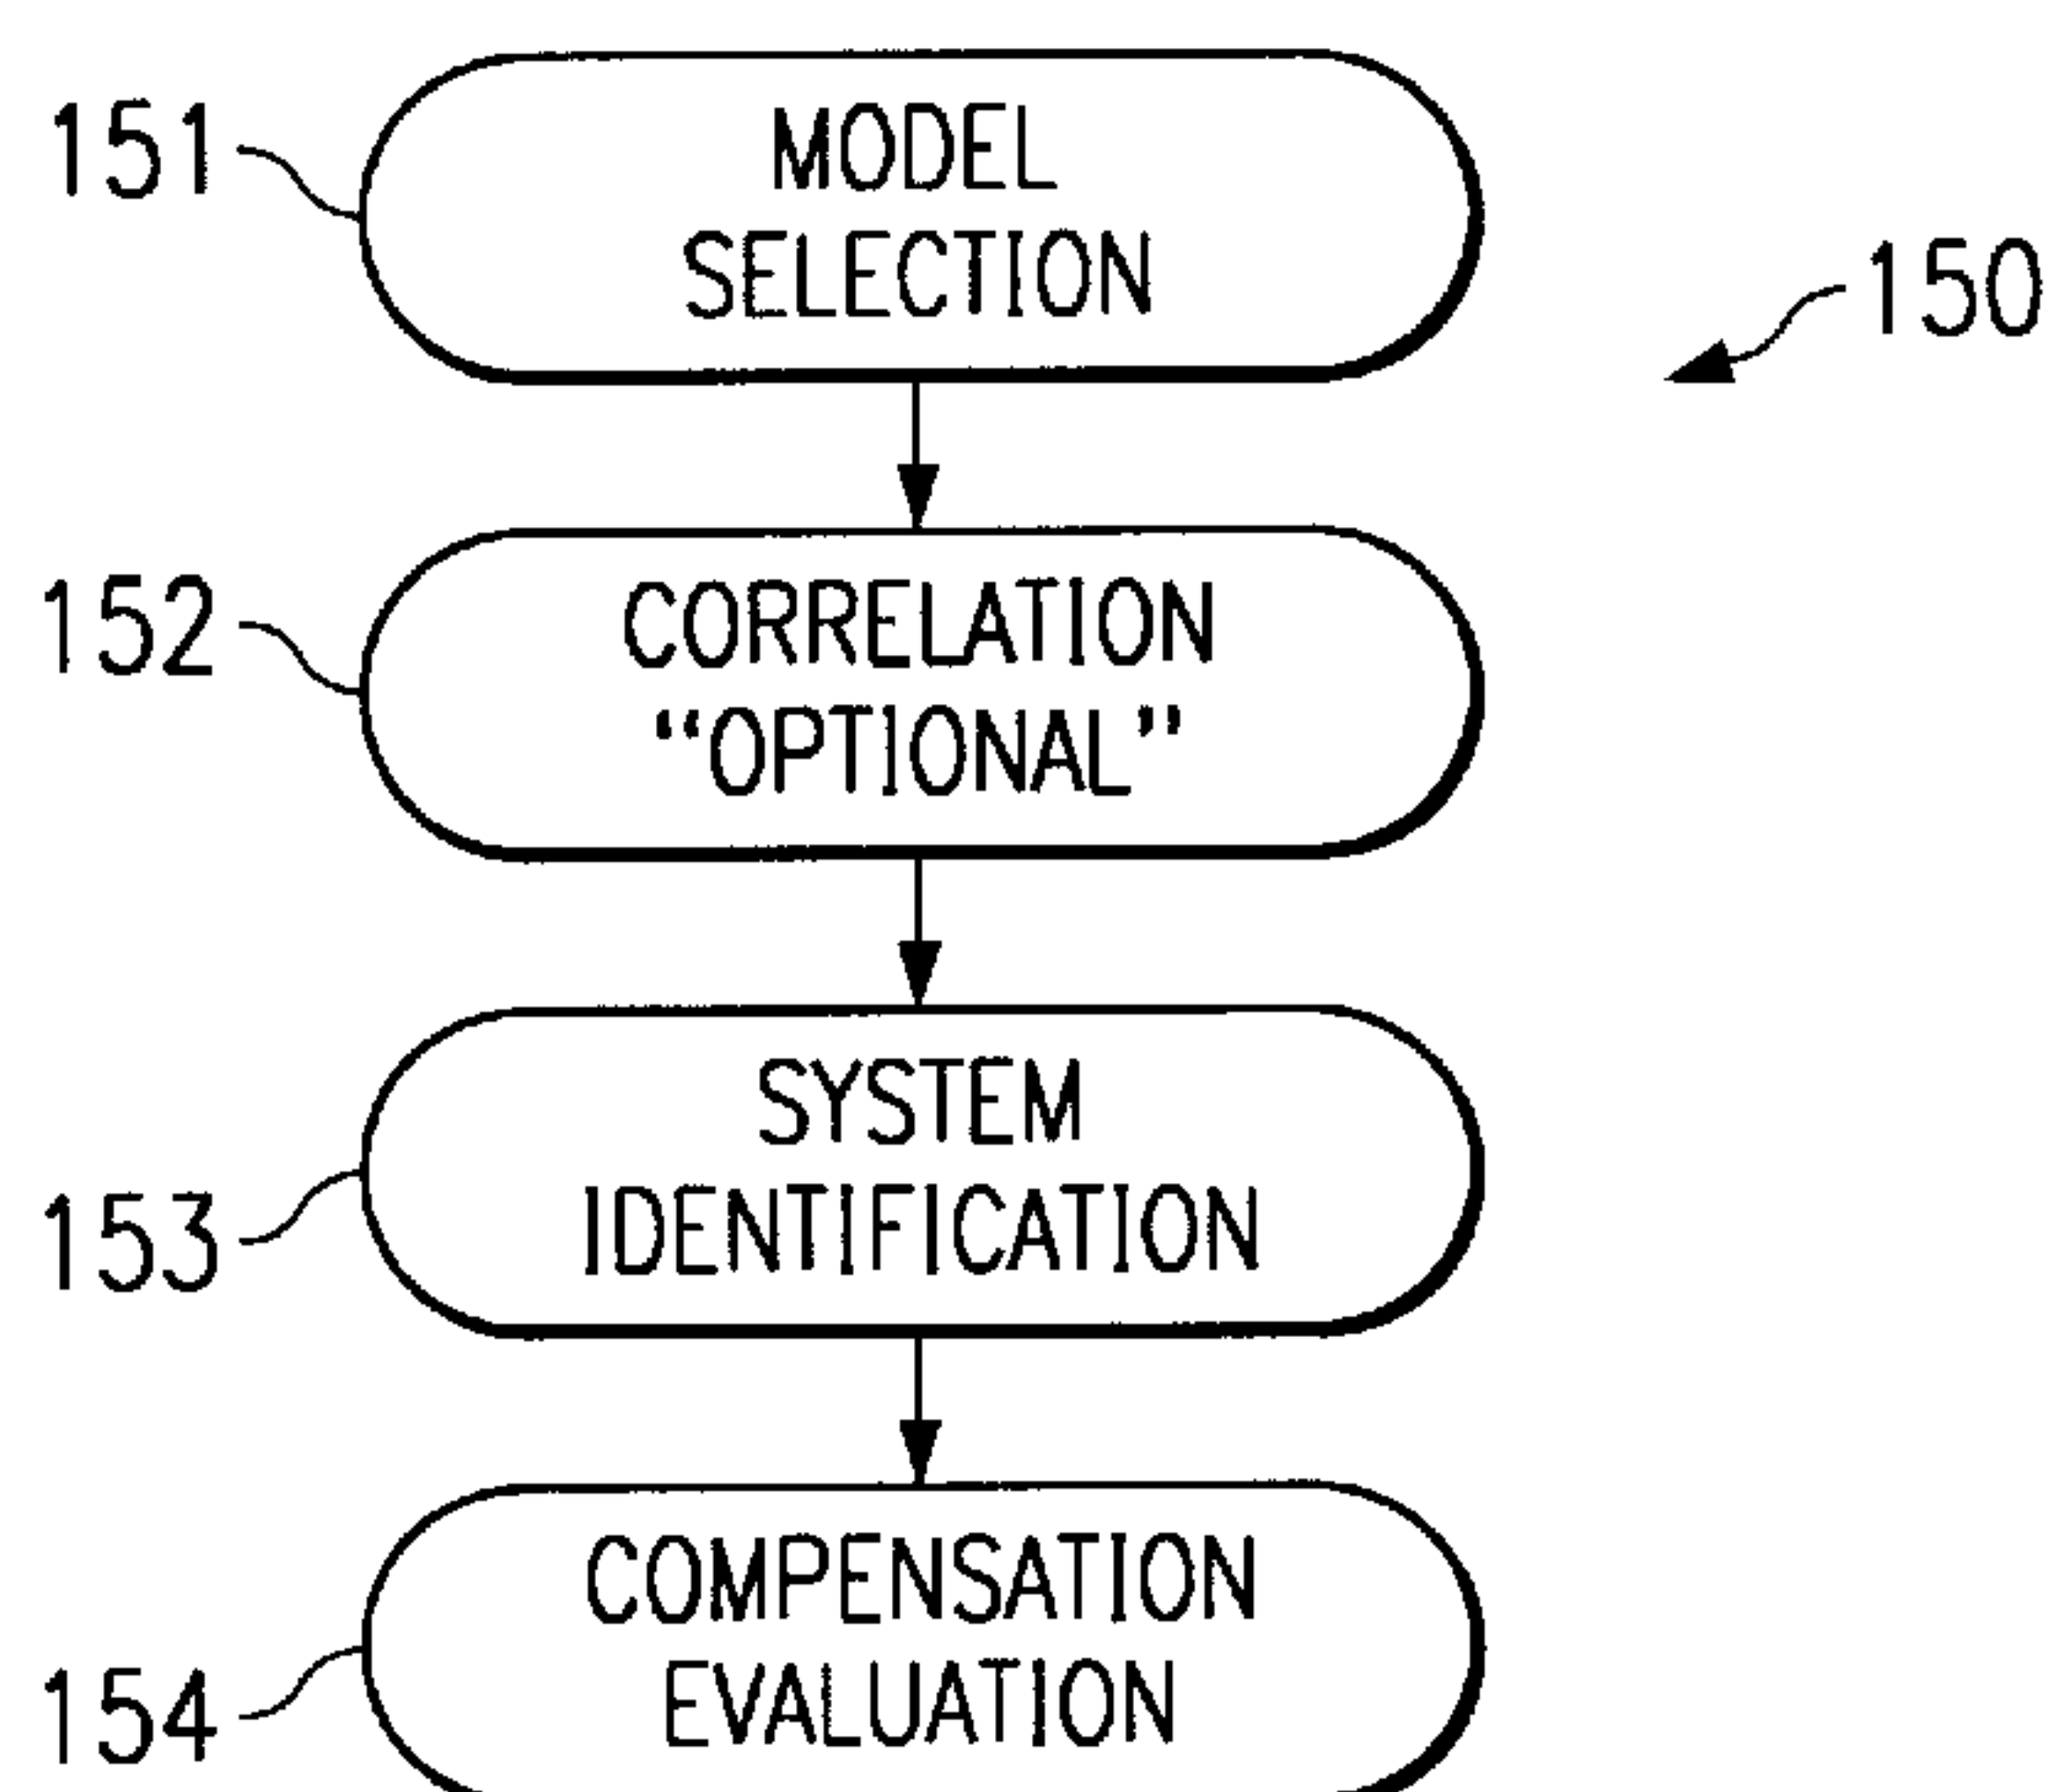 151
MODEL
SELECTION
150
152
CORRELATION
“OPTIONAL”
153
SYSTEM
IDENTIFICATION
154
COMPENSATION
EVALUATION